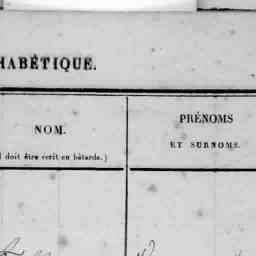 HABÉTIQUE.
NOM.
doit être écrit en bâtarde.)
PRÉNOMS
ET SURNOMS.